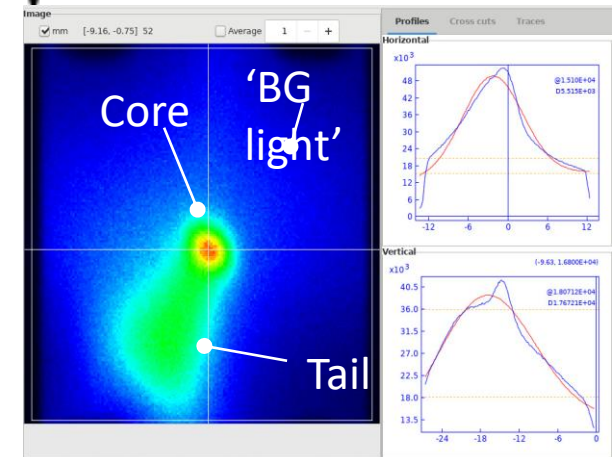 Image
mm [-9.16, -0.75] 52 Average 1 - +
Core
'BG
light'
Tail
Profiles Cross cuts Traces
Horizontal
x10³
48
42
36
30
24
18
12
6
0
-12 -6 0 6 12
@1.510E+04
D5.515E+03
Vertical
(-9.63, 1.6800E+04)
x10³
40.5
36.0
31.5
27.0
22.5
18.0
13.5
-24 -18 -12 -6 0
@1.80712E+04
D1.76721E+04